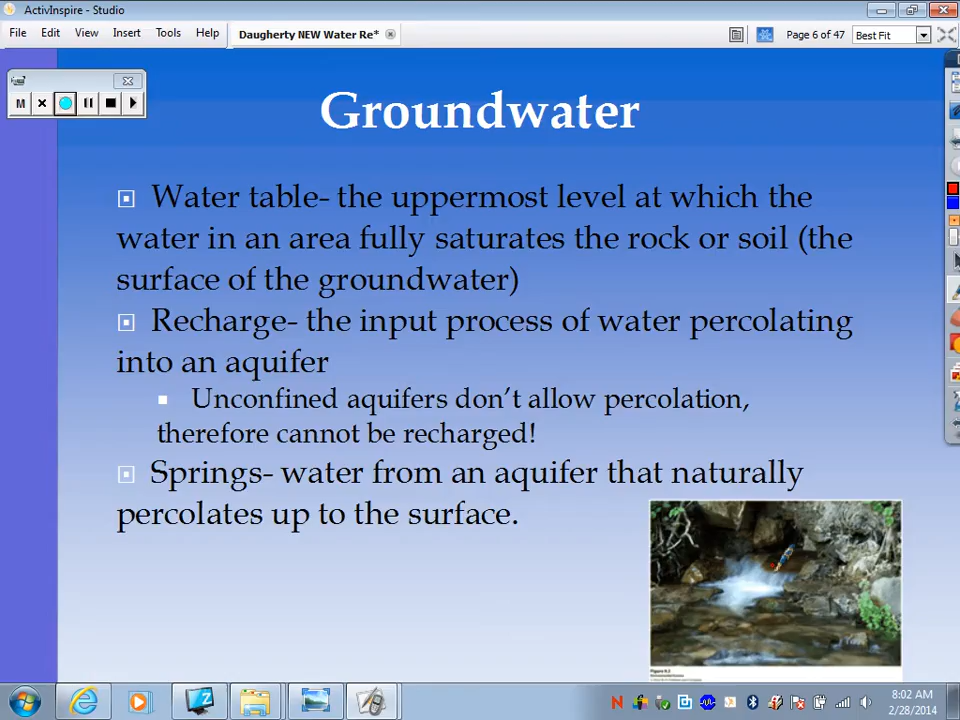 ActivInspire - Studio
File Edit View Insert Tools Help Daugherty NEW Water Re* Page 6 of 47 Best Fit
M
Groundwater
Water table- the uppermost level at which the
water in an area fully saturates the rock or soil (the
surface of the groundwater)
Recharge- the input process of water percolating
into an aquifer
Unconfined aquifers don't allow percolation,
therefore cannot be recharged!
Springs- water from an aquifer that naturally
percolates up to the surface.
8:02 AM
2/28/2014